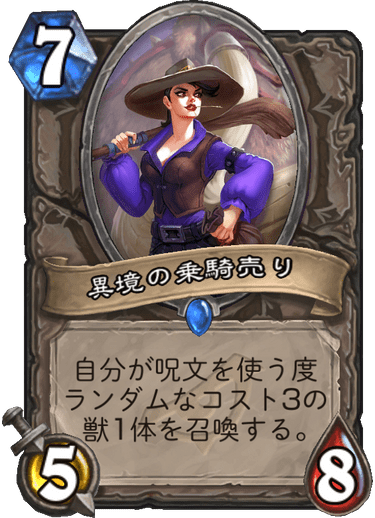 7
異境の乗騎売り
自分が呪文を使う度
ランダムなコスト3の
獣1体を召喚する。
5
8